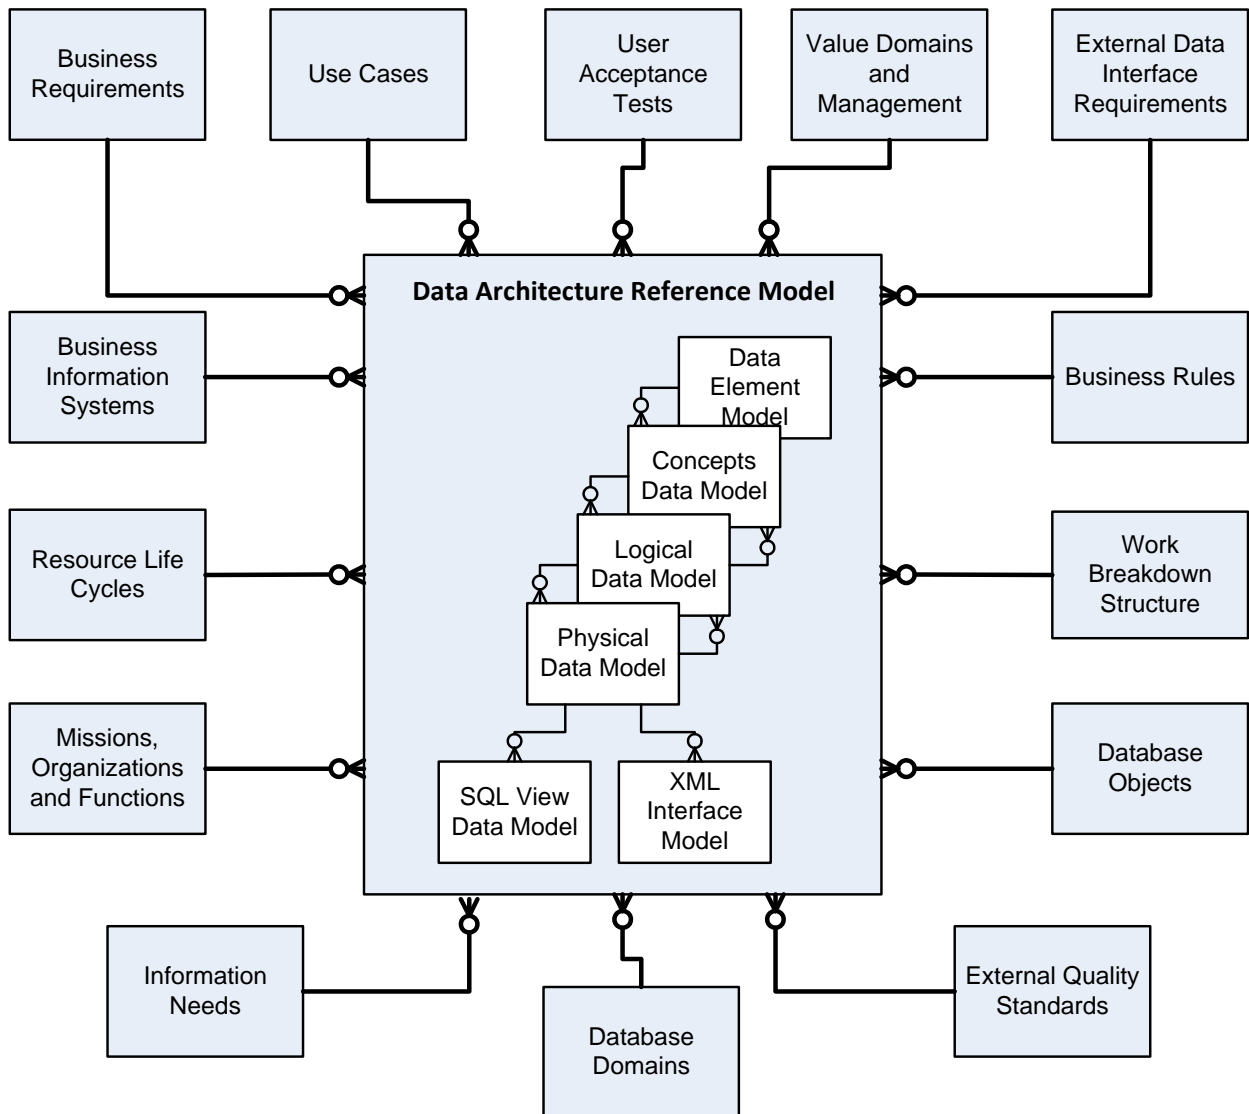 Business
Requirements
Use Cases
User
Acceptance
Tests
Value Domains
and
Management
External Data
Interface
Requirements
Data Architecture Reference Model
Business
Information
Systems
Data
Element
Model
Business Rules
Concepts
Data Model
Resource Life
Cycles
Logical
Data Model
Work
Breakdown
Structure
Physical
Data Model
Missions,
Organizations
and Functions
SQL View
Data Model
XML
Interface
Model
Database
Objects
Information
Needs
Database
Domains
External Quality
Standards